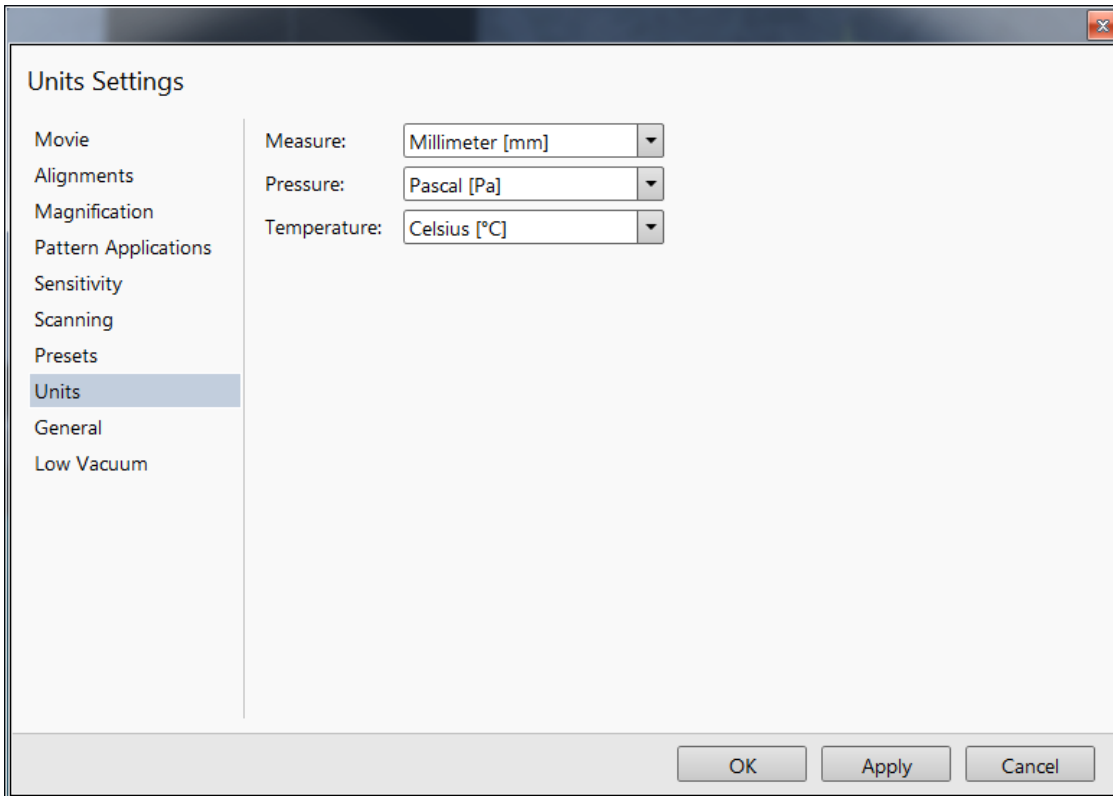 Units Settings
Movie
Alignments
Magnification
Pattern Applications
Sensitivity
Scanning
Presets
Units
General
Low Vacuum
Measure: Millimeter [mm]
Pressure: Pascal [Pa]
Temperature: Celsius [°C]
OK Apply Cancel